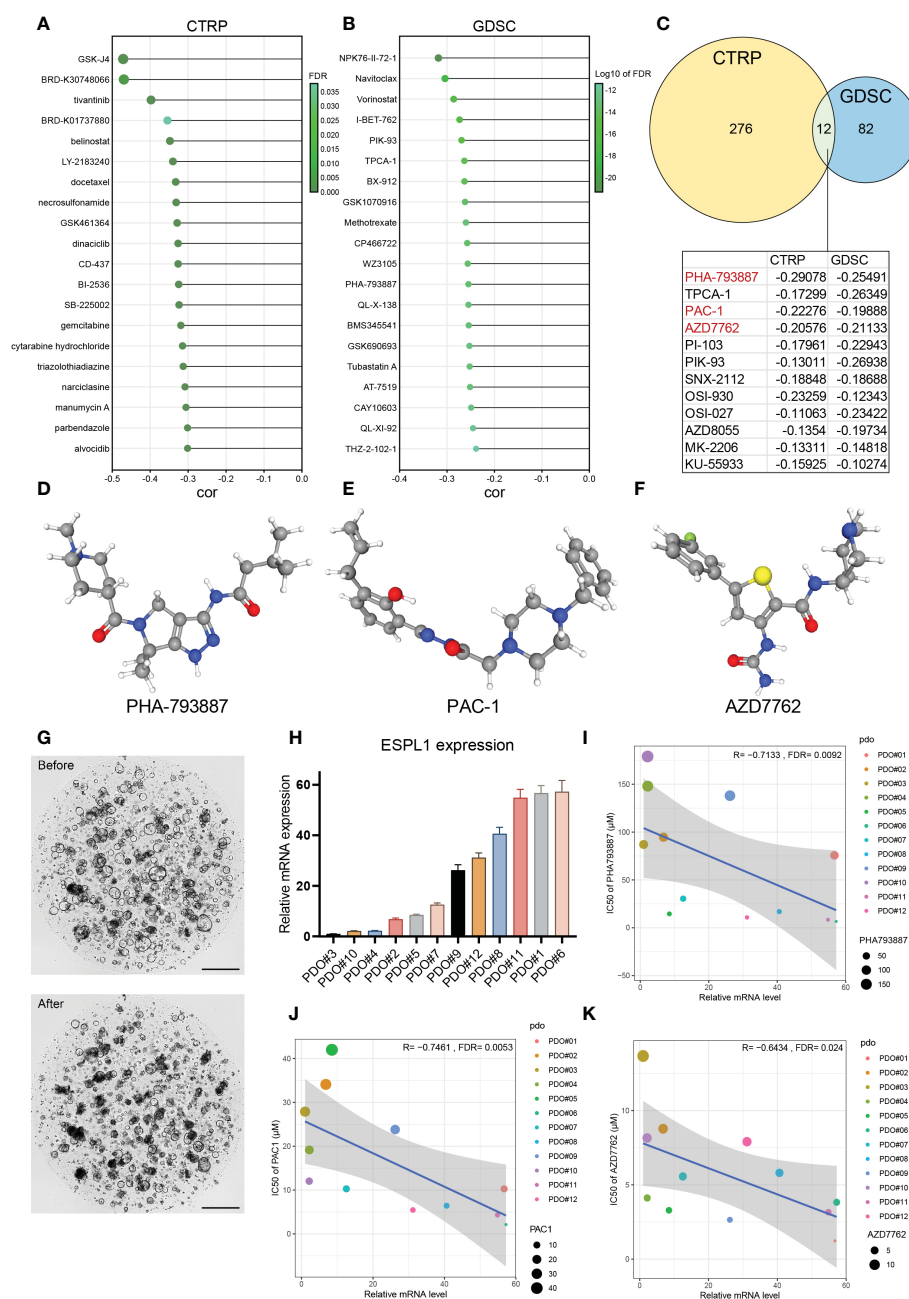 A
CTRP
GSK-J4
BRD-K30748066
tivantinib
BRD-K01737880
belinostat
LY-2183240
docetaxel
necrosulfonamide
GSK461364
dinaciclib
CD-437
BI-2536
SB-225002
gemcitabine
cytarabine hydrochloride
triazolothiadiazine
narciclasine
manumycin A
parbendazole
alvocidib
-0.5 -0.4 -0.3 -0.2 -0.1 0.0
cor
FDR
0.035
0.030
0.025
0.020
0.015
0.010
0.005
0.000
B
GDSC
NPK76-II-72-1
Navitoclax
Vorinostat
I-BET-762
PIK-93
TPCA-1
BX-912
GSK1070916
Methotrexate
CP466722
WZ3105
PHA-793887
QL-X-138
BMS345541
GSK690693
Tubastatin A
AT-7519
CAY10603
QL-XI-92
THZ-2-102-1
-0.4 -0.3 -0.2 -0.1 0.0
cor
Log10 of FDR
-12
-14
-16
-18
-20
C
CTRP
GDSC
276 12 82
CTRP GDSC
PHA-793887 -0.29078 -0.25491
TPCA-1 -0.17299 -0.26349
PAC-1 -0.22276 -0.19888
AZD7762 -0.20576 -0.21133
PI-103 -0.17961 -0.22943
PIK-93 -0.13011 -0.26938
SNX-2112 -0.18848 -0.18688
OSI-930 -0.23259 -0.12343
OSI-027 -0.11063 -0.23422
AZD8055 -0.1354 -0.19734
MK-2206 -0.13311 -0.14818
KU-55933 -0.15925 -0.10274
D
PHA-793887
E
PAC-1
F
AZD7762
G
Before
After
H
ESPL1 expression
Relative mRNA expression
60
40
20
0
PDO#3 PDO#10 PDO#4 PDO#2 PDO#5 PDO#7 PDO#9 PDO#12 PDO#8 PDO#11 PDO#1 PDO#6
I
R= −0.7133 , FDR= 0.0092
IC50 of PHA793887 (μM)
150
100
50
0
−50
0 20 40 60
Relative mRNA level
pdo
PDO#01
PDO#02
PDO#03
PDO#04
PDO#05
PDO#06
PDO#07
PDO#08
PDO#09
PDO#10
PDO#11
PDO#12
PHA793887
50
100
150
J
R= −0.7461 , FDR= 0.0053
IC50 of PAC1 (μM)
40
30
20
10
0
0 20 40 60
Relative mRNA level
pdo
PDO#01
PDO#02
PDO#03
PDO#04
PDO#05
PDO#06
PDO#07
PDO#08
PDO#09
PDO#10
PDO#11
PDO#12
PAC1
10
20
30
40
K
R= −0.6434 , FDR= 0.024
IC50 of AZD7762 (μM)
10
5
0
0 20 40 60
Relative mRNA level
pdo
PDO#01
PDO#02
PDO#03
PDO#04
PDO#05
PDO#06
PDO#07
PDO#08
PDO#09
PDO#10
PDO#11
PDO#12
AZD7762
5
10